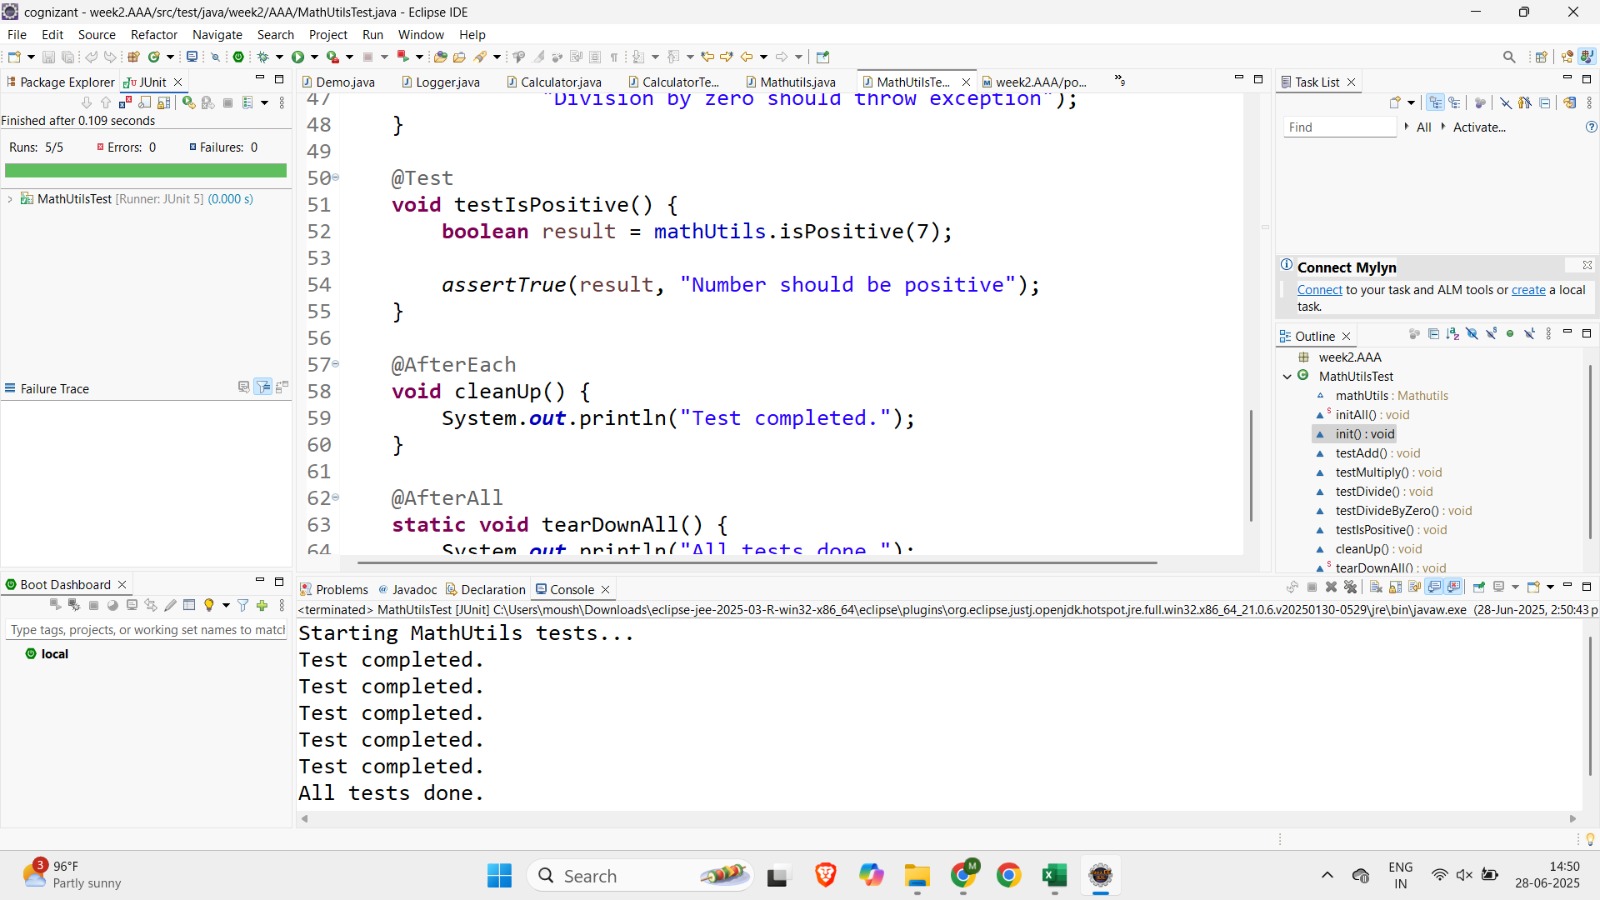 cognizant - week2.AAA/src/test/java/week2/AAA/MathUtilsTest.java - Eclipse IDE
File Edit Source Refactor Navigate Search Project Run Window Help
Package Explorer JUnit
Finished after 0.109 seconds
Runs: 5/5 Errors: 0 Failures: 0
MathUtilsTest [Runner: JUnit 5] (0.000 s)
Failure Trace
Demo.java Logger.java Calculator.java CalculatorTe... Mathutils.java MathUtilsTe... week2.AAA/po... »9
47 "Division by zero should throw exception");
48 }
49
50 @Test
51 void testIsPositive() {
52 boolean result = mathUtils.isPositive(7);
53
54 assertTrue(result, "Number should be positive");
55 }
56
57 @AfterEach
58 void cleanUp() {
59 System.out.println("Test completed.");
60 }
61
62 @AfterAll
63 static void tearDownAll() {
64 System.out.println("All tests done.");
Task List
Find All Activate...
Connect Mylyn
Connect to your task and ALM tools or create a local
task.
Outline
week2.AAA
MathUtilsTest
mathUtils : Mathutils
initAll() : void
init() : void
testAdd() : void
testMultiply() : void
testDivide() : void
testDivideByZero() : void
testIsPositive() : void
cleanUp() : void
tearDownAll() : void
Boot Dashboard
Type tags, projects, or working set names to match
local
Problems Javadoc Declaration Console
<terminated> MathUtilsTest [JUnit] C:\Users\moush\Downloads\eclipse-jee-2025-03-R-win32-x86_64\eclipse\plugins\org.eclipse.justj.openjdk.hotspot.jre.full.win32.x86_64_21.0.6.v20250130-0529\jre\bin\javaw.exe (28-Jun-2025, 2:50:43 p
Starting MathUtils tests...
Test completed.
Test completed.
Test completed.
Test completed.
Test completed.
All tests done.
3
96°F
Partly sunny
Search
M
ENG
IN
14:50
28-06-2025